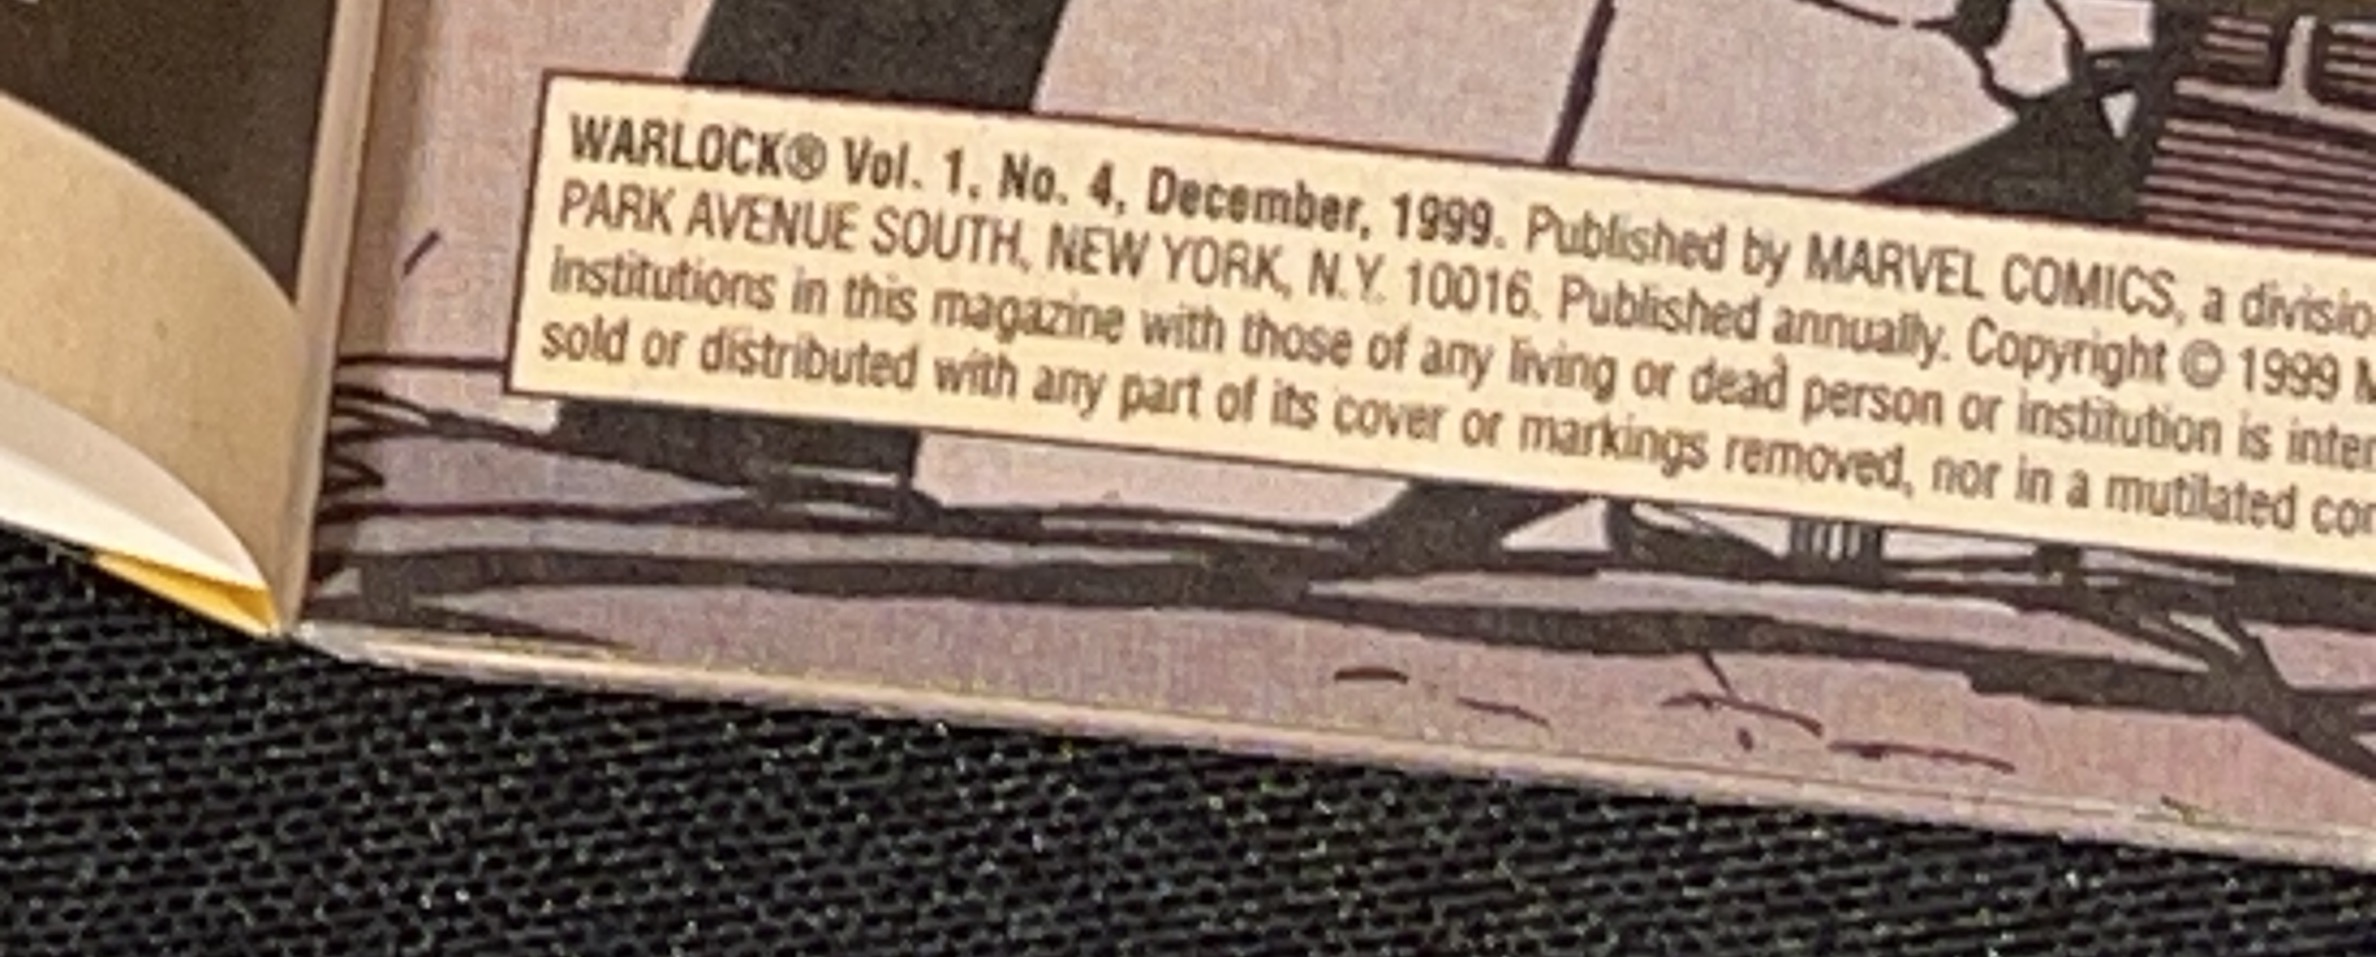 WARLOCK® Vol. 1, No. 4, December, 1999. Published by MARVEL COMICS, a divisio
PARK AVENUE SOUTH, NEW YORK, N.Y. 10016. Published annually. Copyright © 1999 M
institutions in this magazine with those of any living or dead person or institution is inter
sold or distributed with any part of its cover or markings removed, nor in a mutilated con